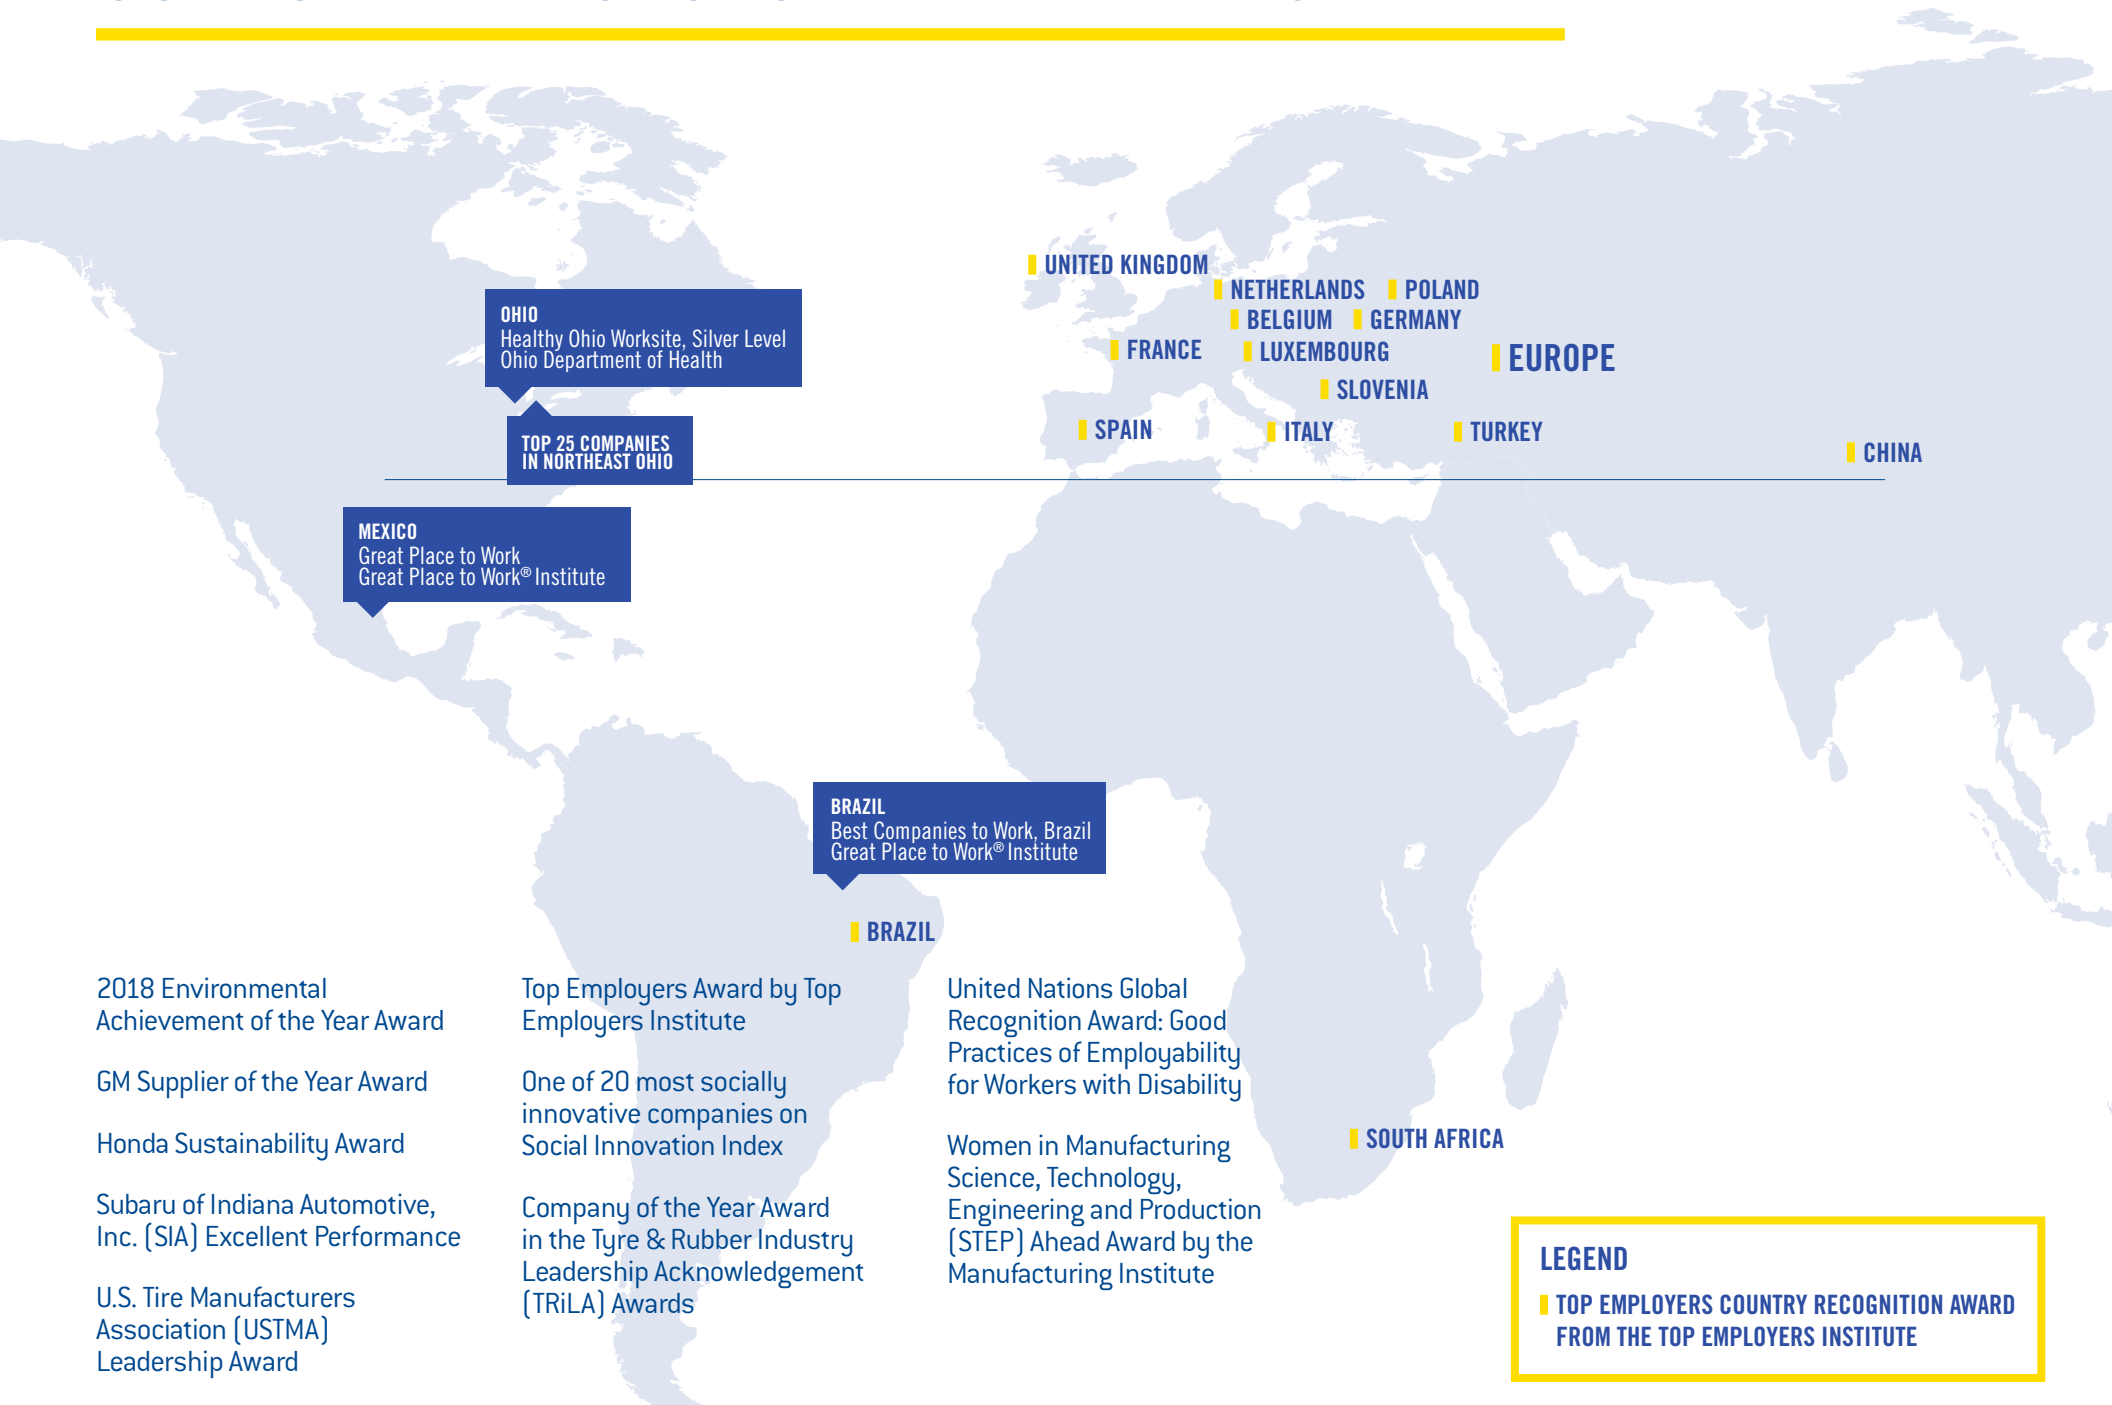 UNITED KINGDOM
NETHERLANDS
POLAND
BELGIUM
GERMANY
FRANCE
LUXEMBOURG
EUROPE
SLOVENIA
SPAIN
ITALY
TURKEY
CHINA
OHIO
Healthy Ohio Worksite, Silver Level
Ohio Department of Health
TOP 25 COMPANIES
IN NORTHEAST OHIO
MEXICO
Great Place to Work
Great Place to Work® Institute
BRAZIL
Best Companies to Work, Brazil
Great Place to Work® Institute
BRAZIL
SOUTH AFRICA
2018 Environmental
Achievement of the Year Award
GM Supplier of the Year Award
Honda Sustainability Award
Subaru of Indiana Automotive,
Inc. (SIA) Excellent Performance
U.S. Tire Manufacturers
Association (USTMA)
Leadership Award
Top Employers Award by Top
Employers Institute
One of 20 most socially
innovative companies on
Social Innovation Index
Company of the Year Award
in the Tyre & Rubber Industry
Leadership Acknowledgement
(TRiLA) Awards
United Nations Global
Recognition Award: Good
Practices of Employability
for Workers with Disability
Women in Manufacturing
Science, Technology,
Engineering and Production
(STEP) Ahead Award by the
Manufacturing Institute
LEGEND
TOP EMPLOYERS COUNTRY RECOGNITION AWARD
FROM THE TOP EMPLOYERS INSTITUTE